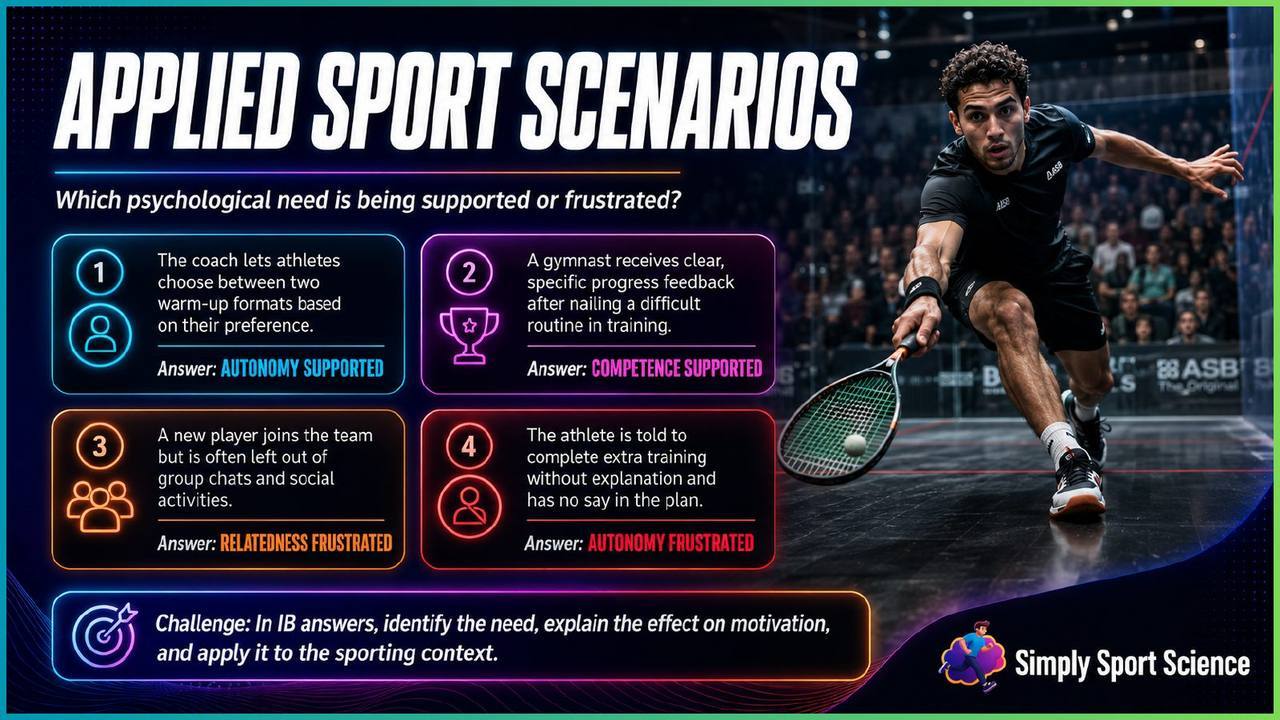 APPLIED SPORT SCENARIOS
Which psychological need is being supported or frustrated?
1
The coach lets athletes
choose between two
warm-up formats based
on their preference.
Answer: AUTONOMY SUPPORTED
2
A gymnast receives clear,
specific progress feedback
after nailing a difficult
routine in training.
Answer: COMPETENCE SUPPORTED
3
A new player joins the team
but is often left out of
group chats and social
activities.
Answer: RELATEDNESS FRUSTRATED
4
The athlete is told to
complete extra training
without explanation and
has no say in the plan.
Answer: AUTONOMY FRUSTRATED
Challenge: In IB answers, identify the need, explain the effect on motivation,
and apply it to the sporting context.
ASB
The Original
Simply Sport Science